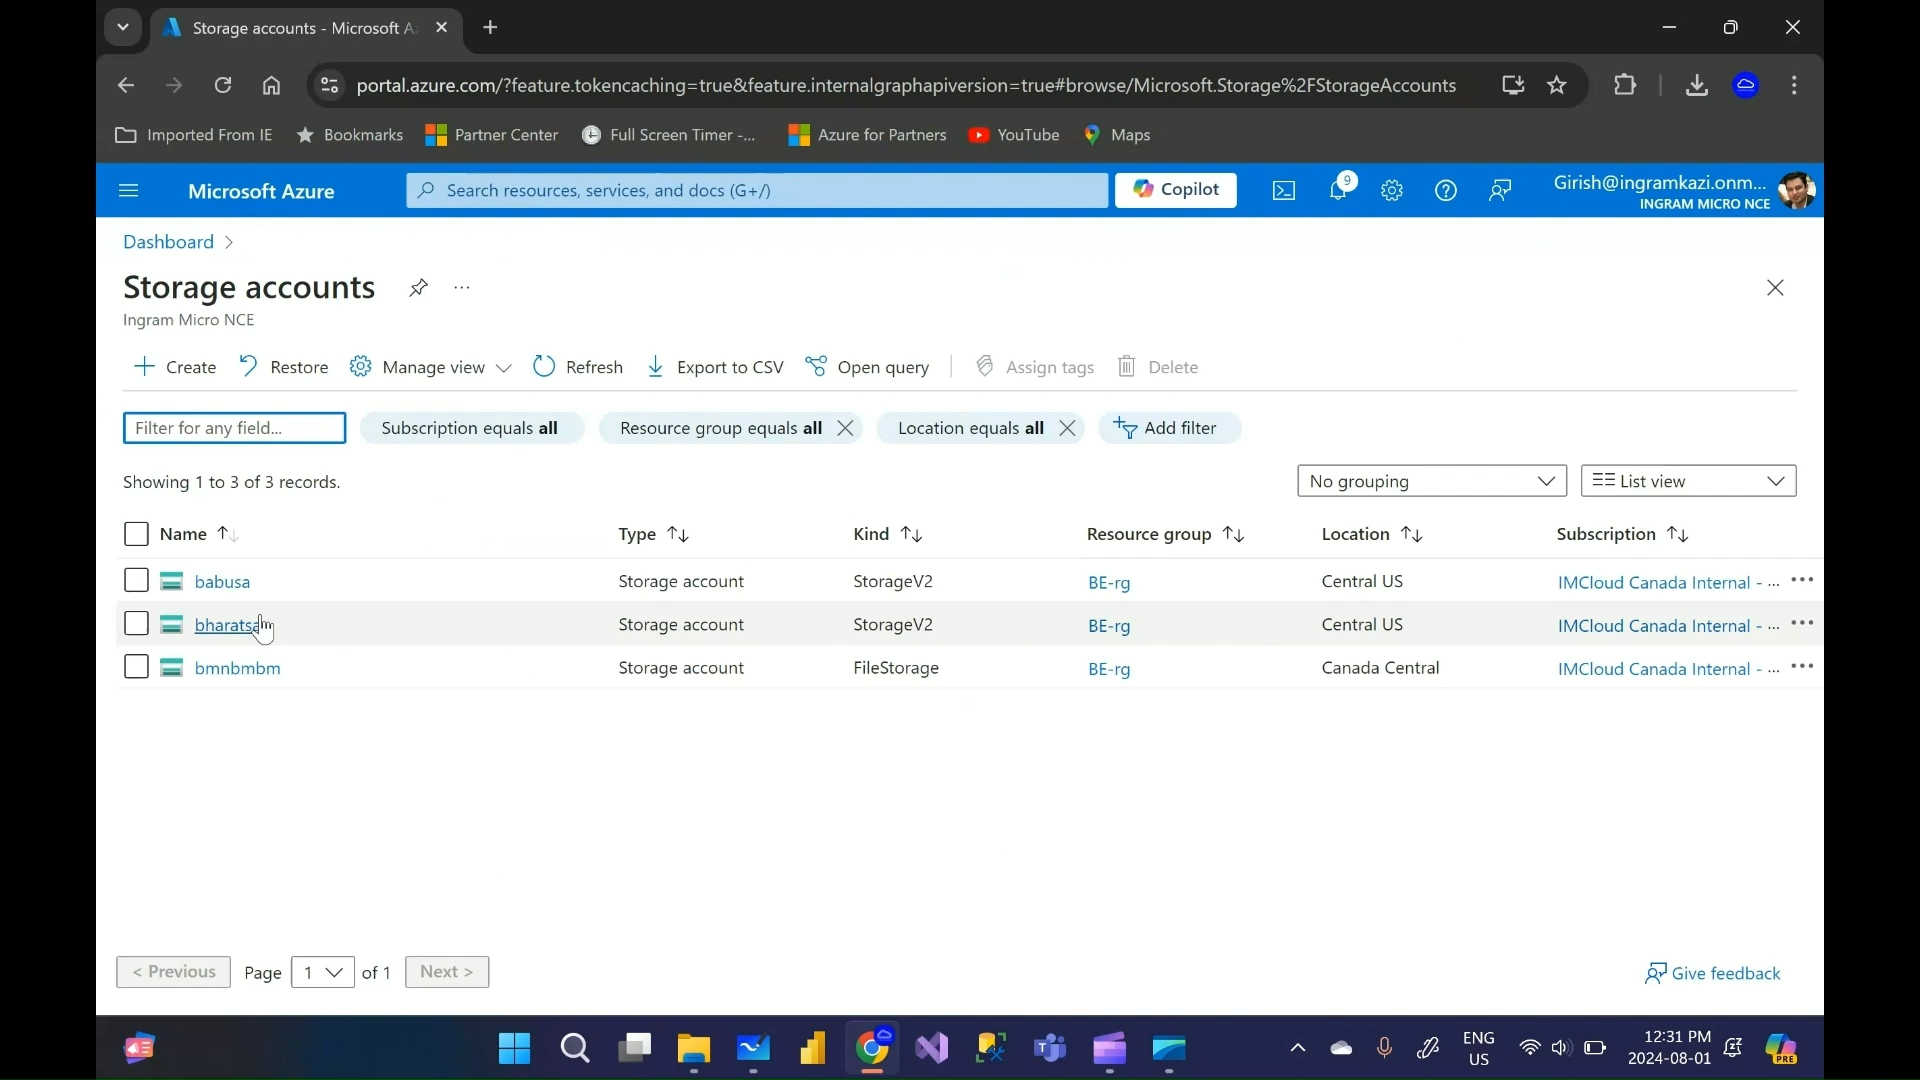 Storage accounts - Microsoft A
portal.azure.com/?feature.tokencaching=true&feature.internalgraphapiversion=true#browse/Microsoft.Storage%2FStorageAccounts
Imported From IE Bookmarks Partner Center Full Screen Timer -... Azure for Partners YouTube Maps
Microsoft Azure Search resources, services, and docs (G+/) Copilot 9 Girish@ingramkazi.onm...
INGRAM MICRO NCE
Dashboard >
Storage accounts ...
Ingram Micro NCE
Create Restore Manage view Refresh Export to CSV Open query Assign tags Delete
Filter for any field... Subscription equals all Resource group equals all Location equals all Add filter
Showing 1 to 3 of 3 records. No grouping List view
Name Type Kind Resource group Location Subscription
babusa Storage account StorageV2 BE-rg Central US IMCloud Canada Internal - ...
bharatsa Storage account StorageV2 BE-rg Central US IMCloud Canada Internal - ...
bmnbmbm Storage account FileStorage BE-rg Canada Central IMCloud Canada Internal - ...
< Previous Page 1 of 1 Next > Give feedback
ENG 12:31 PM
US 2024-08-01
PRE